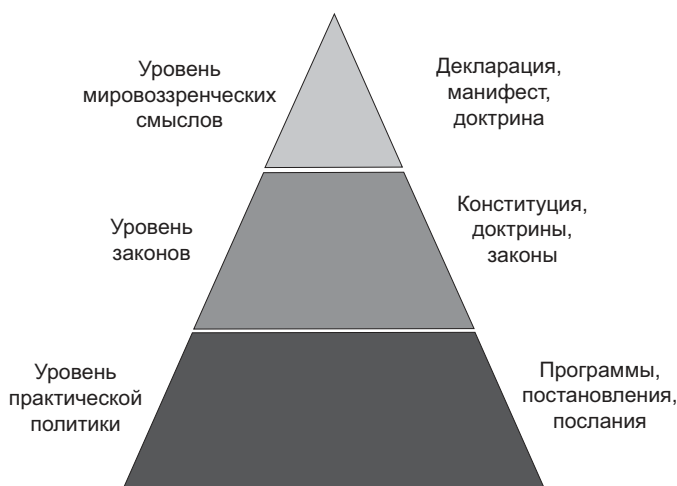 Уровень
мировоззренческих
смыслов
Декларация,
манифест,
доктрина
Уровень
законов
Конституция,
доктрины,
законы
Уровень
практической
политики
Программы,
постановления,
послания